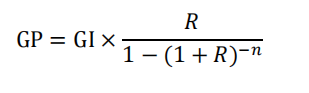 GP = GI × R / (1 − (1 + R)⁻ⁿ)